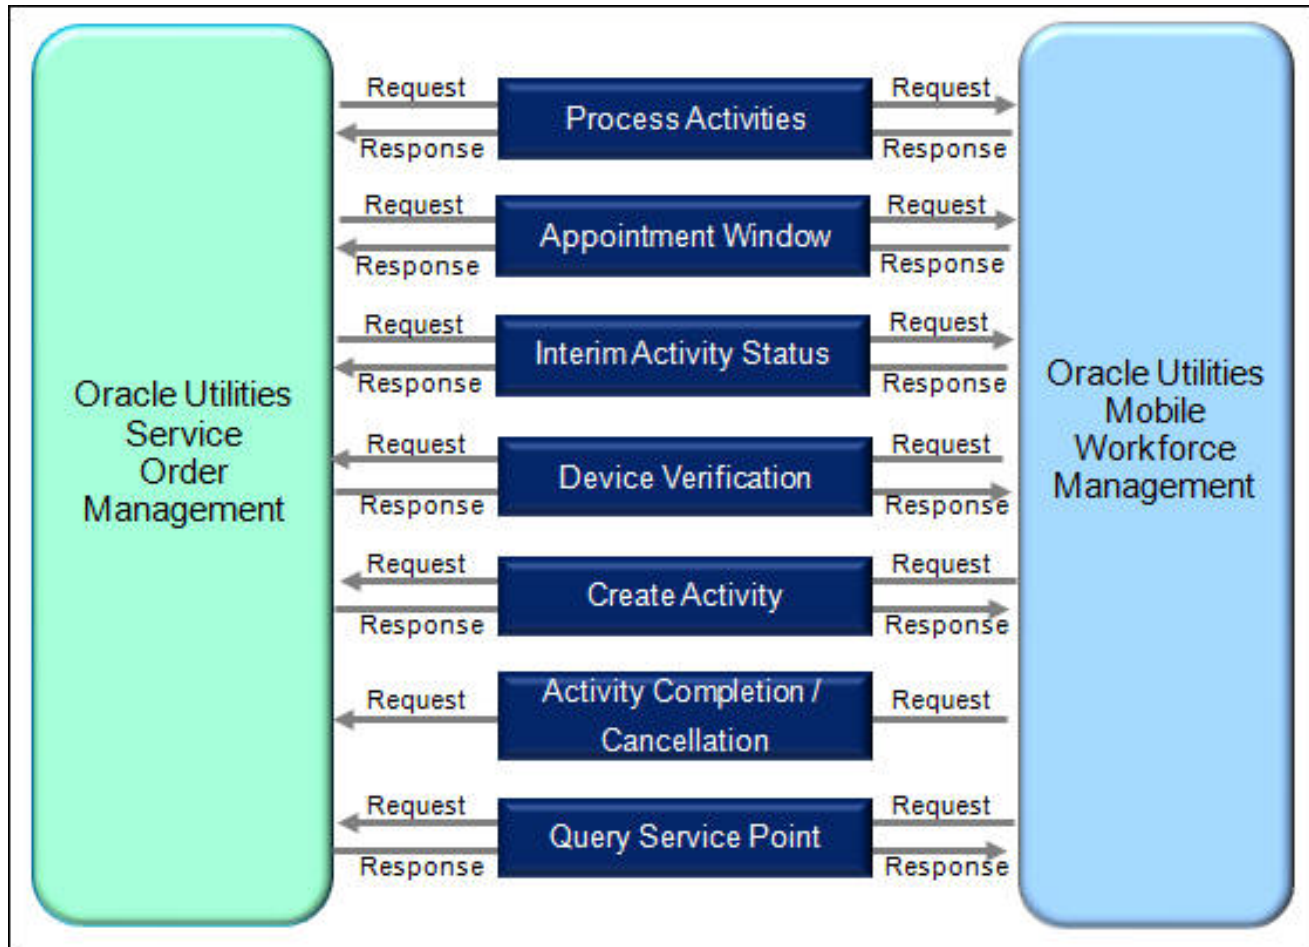 Request
Request
Process Activities
Response
Response
Request
Request
Appointment Window
Response
Response
Request
Request
Interim Activity Status
Response
Response
Oracle Utilities
Service
Order
Management
Oracle Utilities
Mobile
Workforce
Management
Request
Request
Device Verification
Response
Response
Request
Request
Create Activity
Response
Response
Request
Activity Completion /
Cancellation
Request
Request
Request
Query Service Point
Response
Response